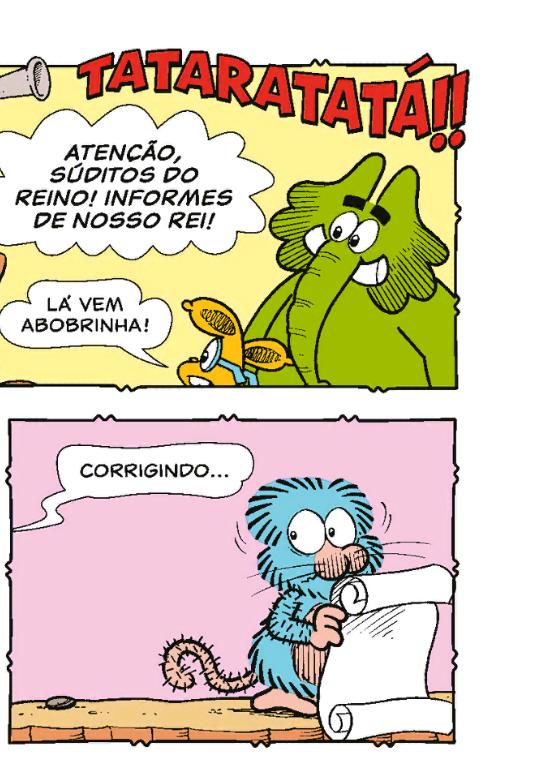 TATARATATÁ!!
ATENÇÃO,
SÚDITOS DO
REINO! INFORMES
DE NOSSO REI!
LÁ VEM
ABOBRINHA!
CORRIGINDO...